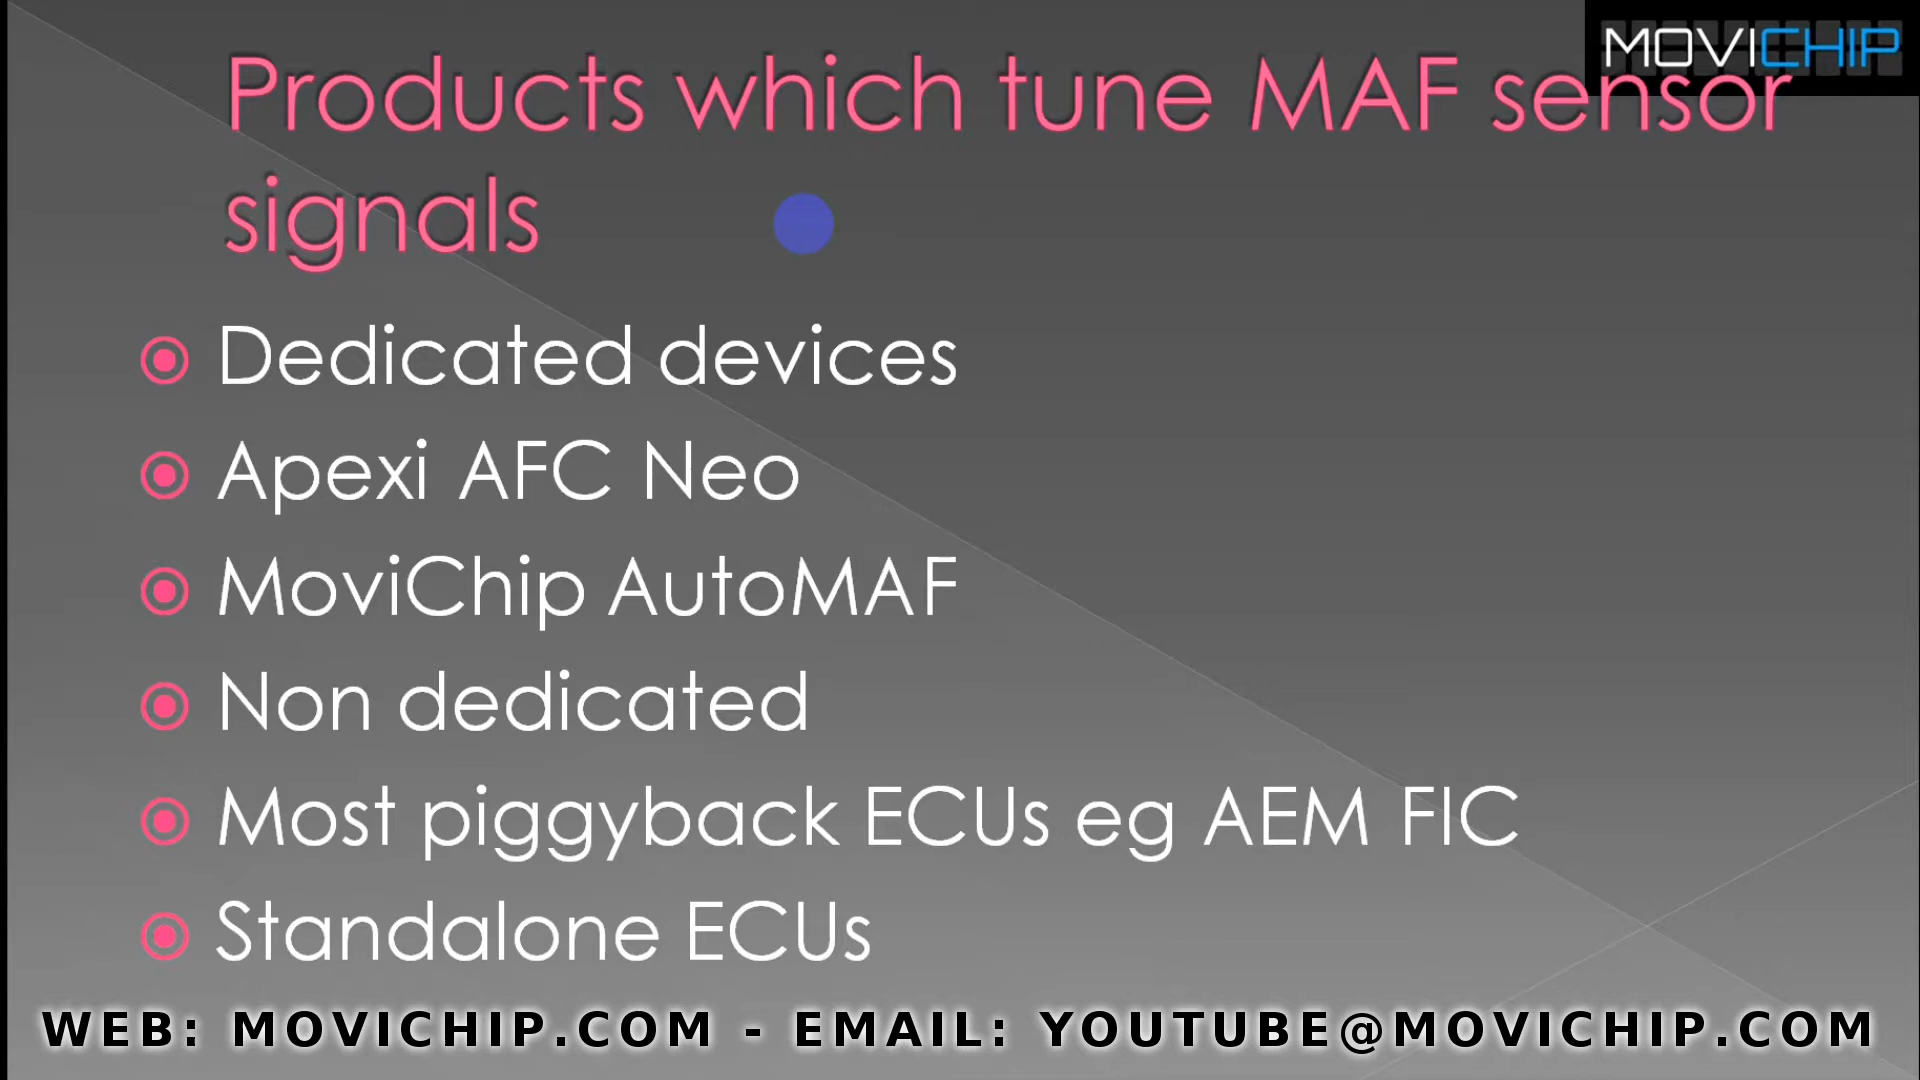 MOVICHIP
Products which tune MAF sensor
signals
Dedicated devices
Apexi AFC Neo
MoviChip AutoMAF
Non dedicated
Most piggyback ECUs eg AEM FIC
Standalone ECUs
WEB: MOVICHIP.COM - EMAIL: YOUTUBE@MOVICHIP.COM